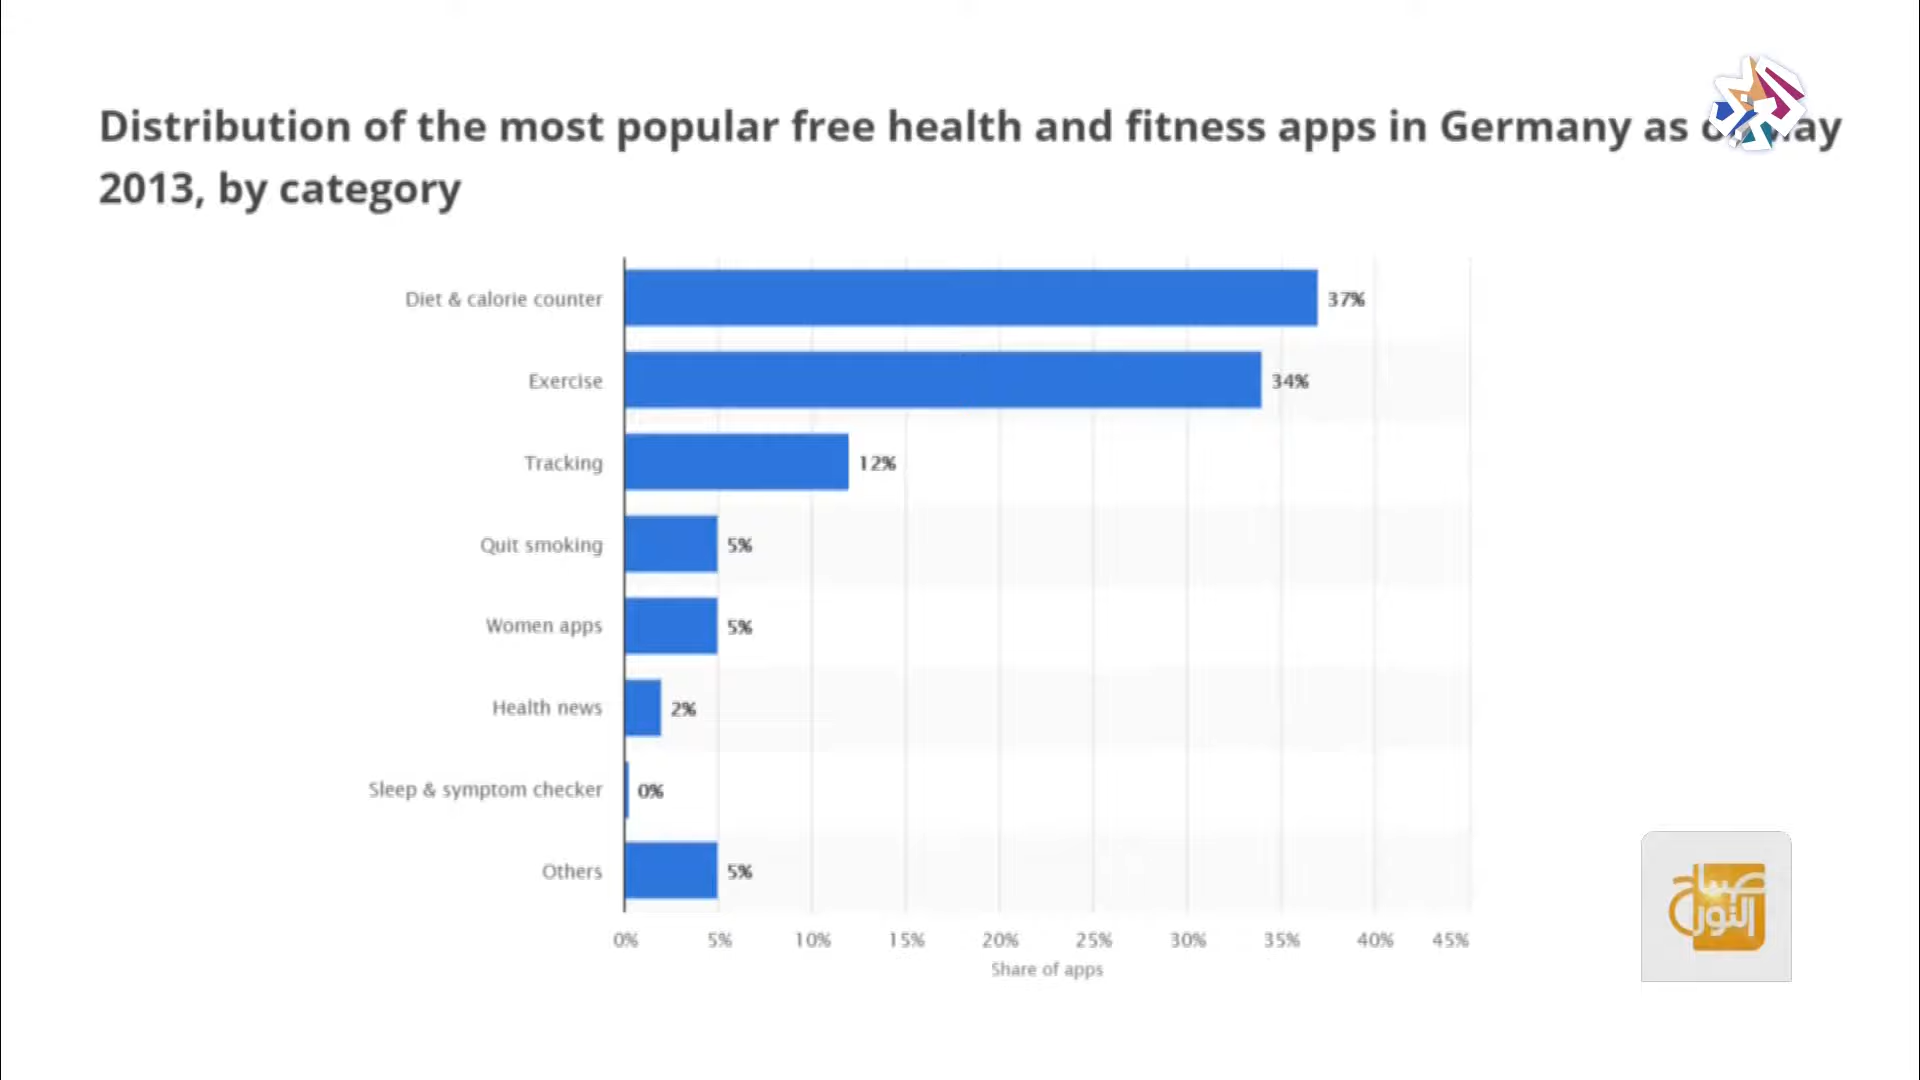 Distribution of the most popular free health and fitness apps in Germany as of May
2013, by category
Diet & calorie counter 37%
Exercise 34%
Tracking 12%
Quit smoking 5%
Women apps 5%
Health news 2%
Sleep & symptom checker 0%
Others 5%
0% 5% 10% 15% 20% 25% 30% 35% 40% 45%
Share of apps
صباح
النور